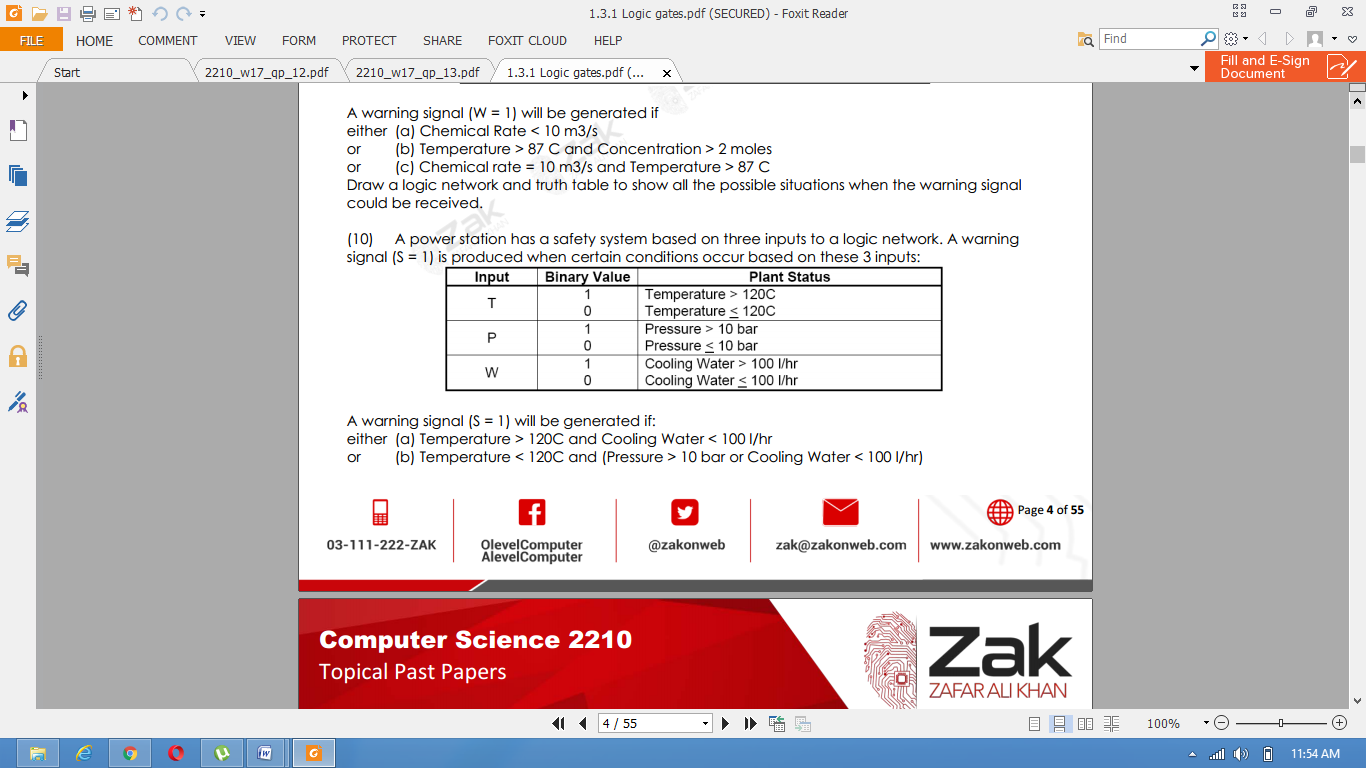 1.3.1 Logic gates.pdf (SECURED) - Foxit Reader
FILE HOME COMMENT VIEW FORM PROTECT SHARE FOXIT CLOUD HELP Find
Start 2210_w17_qp_12.pdf 2210_w17_qp_13.pdf 1.3.1 Logic gates.pdf (... Fill and E-Sign
Document
A warning signal (W = 1) will be generated if
either (a) Chemical Rate < 10 m3/s
or (b) Temperature > 87 C and Concentration > 2 moles
or (c) Chemical rate = 10 m3/s and Temperature > 87 C
Draw a logic network and truth table to show all the possible situations when the warning signal
could be received.
Zak
Zak
(10) A power station has a safety system based on three inputs to a logic network. A warning
signal (S = 1) is produced when certain conditions occur based on these 3 inputs:
Input Binary Value Plant Status
T 1 Temperature > 120C
0 Temperature ≤ 120C
P 1 Pressure > 10 bar
0 Pressure ≤ 10 bar
W 1 Cooling Water > 100 l/hr
0 Cooling Water ≤ 100 l/hr
A warning signal (S = 1) will be generated if:
either (a) Temperature > 120C and Cooling Water < 100 l/hr
or (b) Temperature < 120C and (Pressure > 10 bar or Cooling Water < 100 l/hr)
Page 4 of 55
03-111-222-ZAK OlevelComputer @zakonweb zak@zakonweb.com www.zakonweb.com
AlevelComputer
Computer Science 2210
Topical Past Papers
Zak
ZAFAR ALI KHAN
4 / 55 100%
11:54 AM